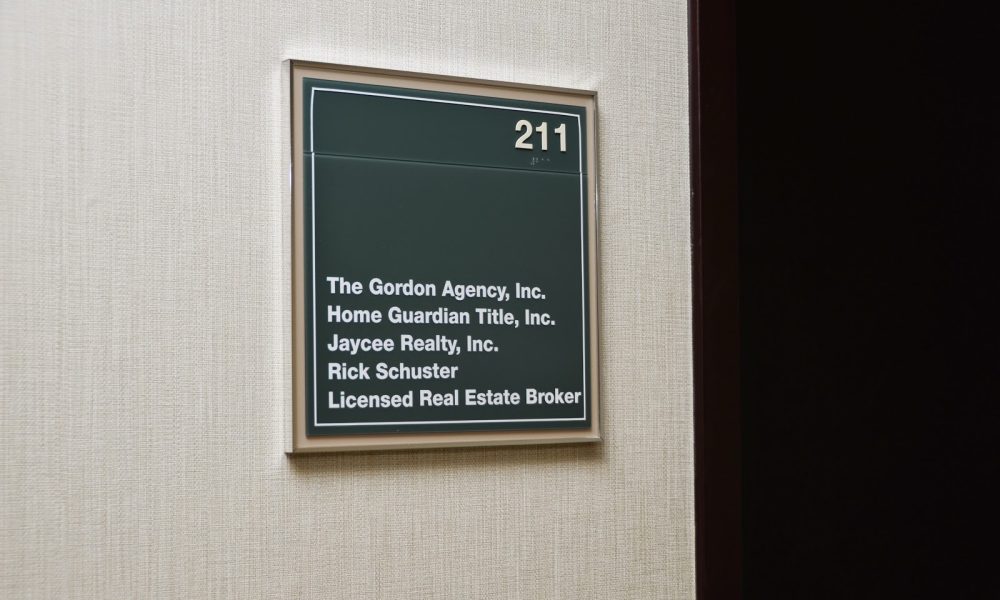 211
The Gordon Agency, Inc.
Home Guardian Title, Inc.
Jaycee Realty, Inc.
Rick Schuster
Licensed Real Estate Broker